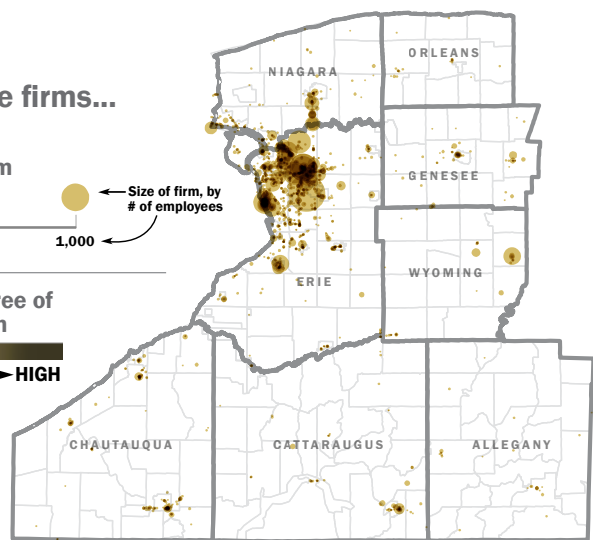 ORLEANS
NIAGARA
e firms...
m
GENESEE
Size of firm, by
# of employees
1,000
WYOMING
ERIE
ree of
n
HIGH
CHAUTAUQUA
CATTARAUGUS
ALLEGANY